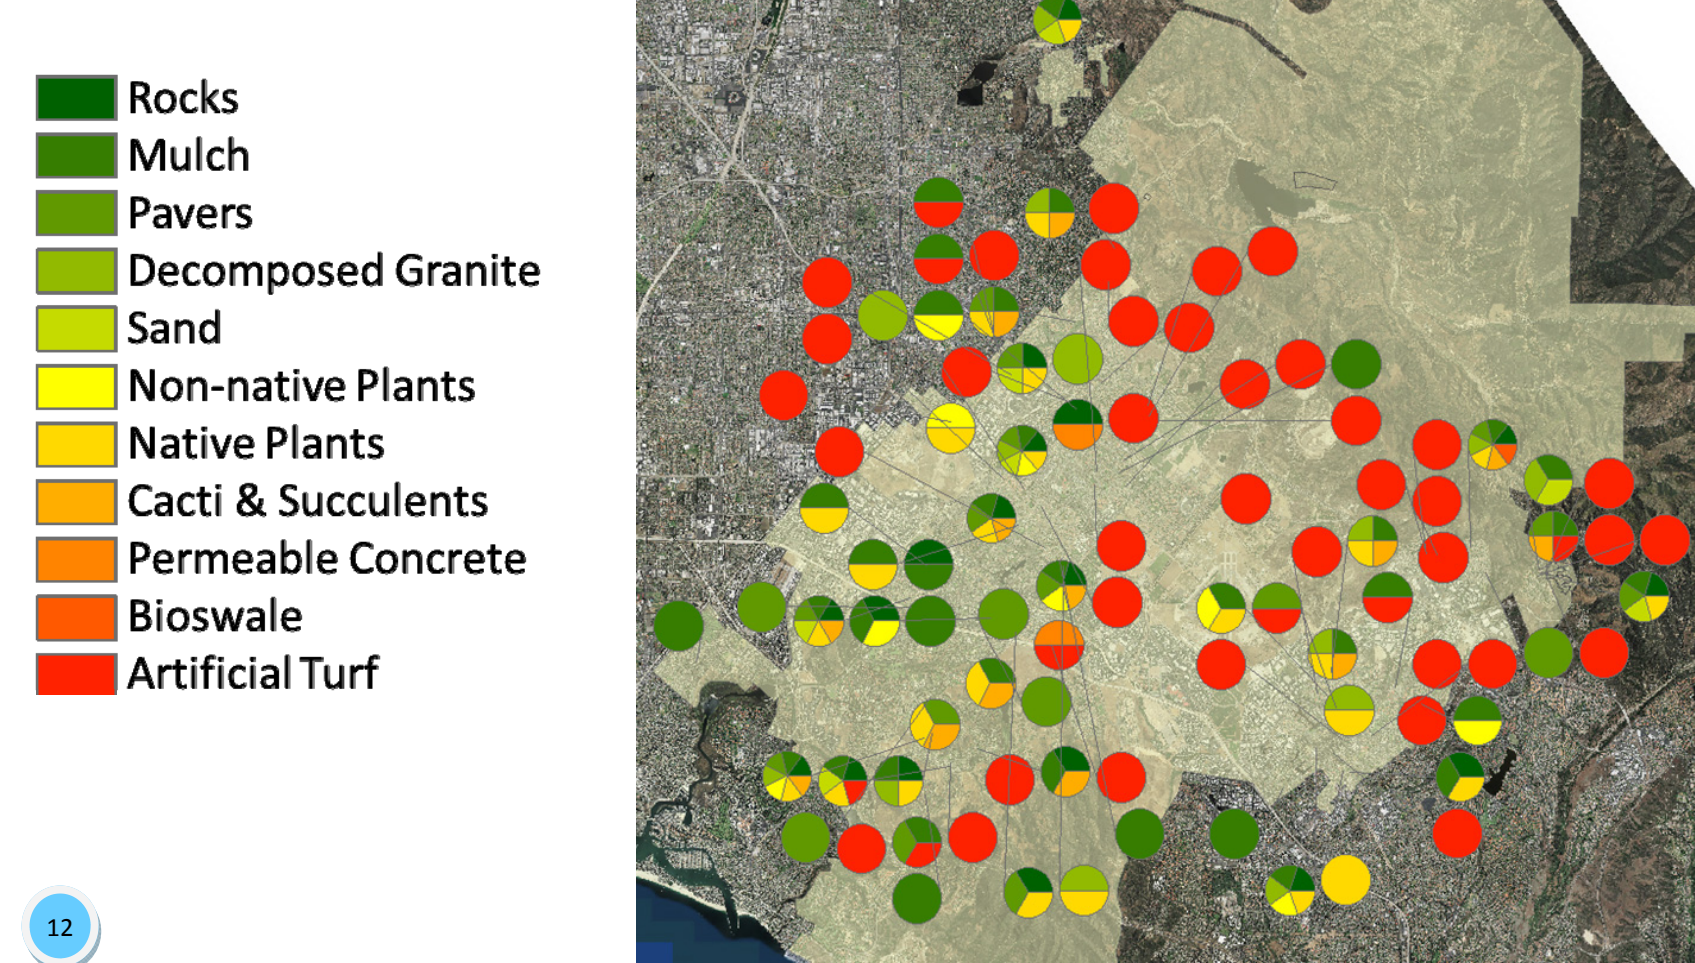 Rocks
Mulch
Pavers
Decomposed Granite
Sand
Non-native Plants
Native Plants
Cacti & Succulents
Permeable Concrete
Bioswale
Artificial Turf
12